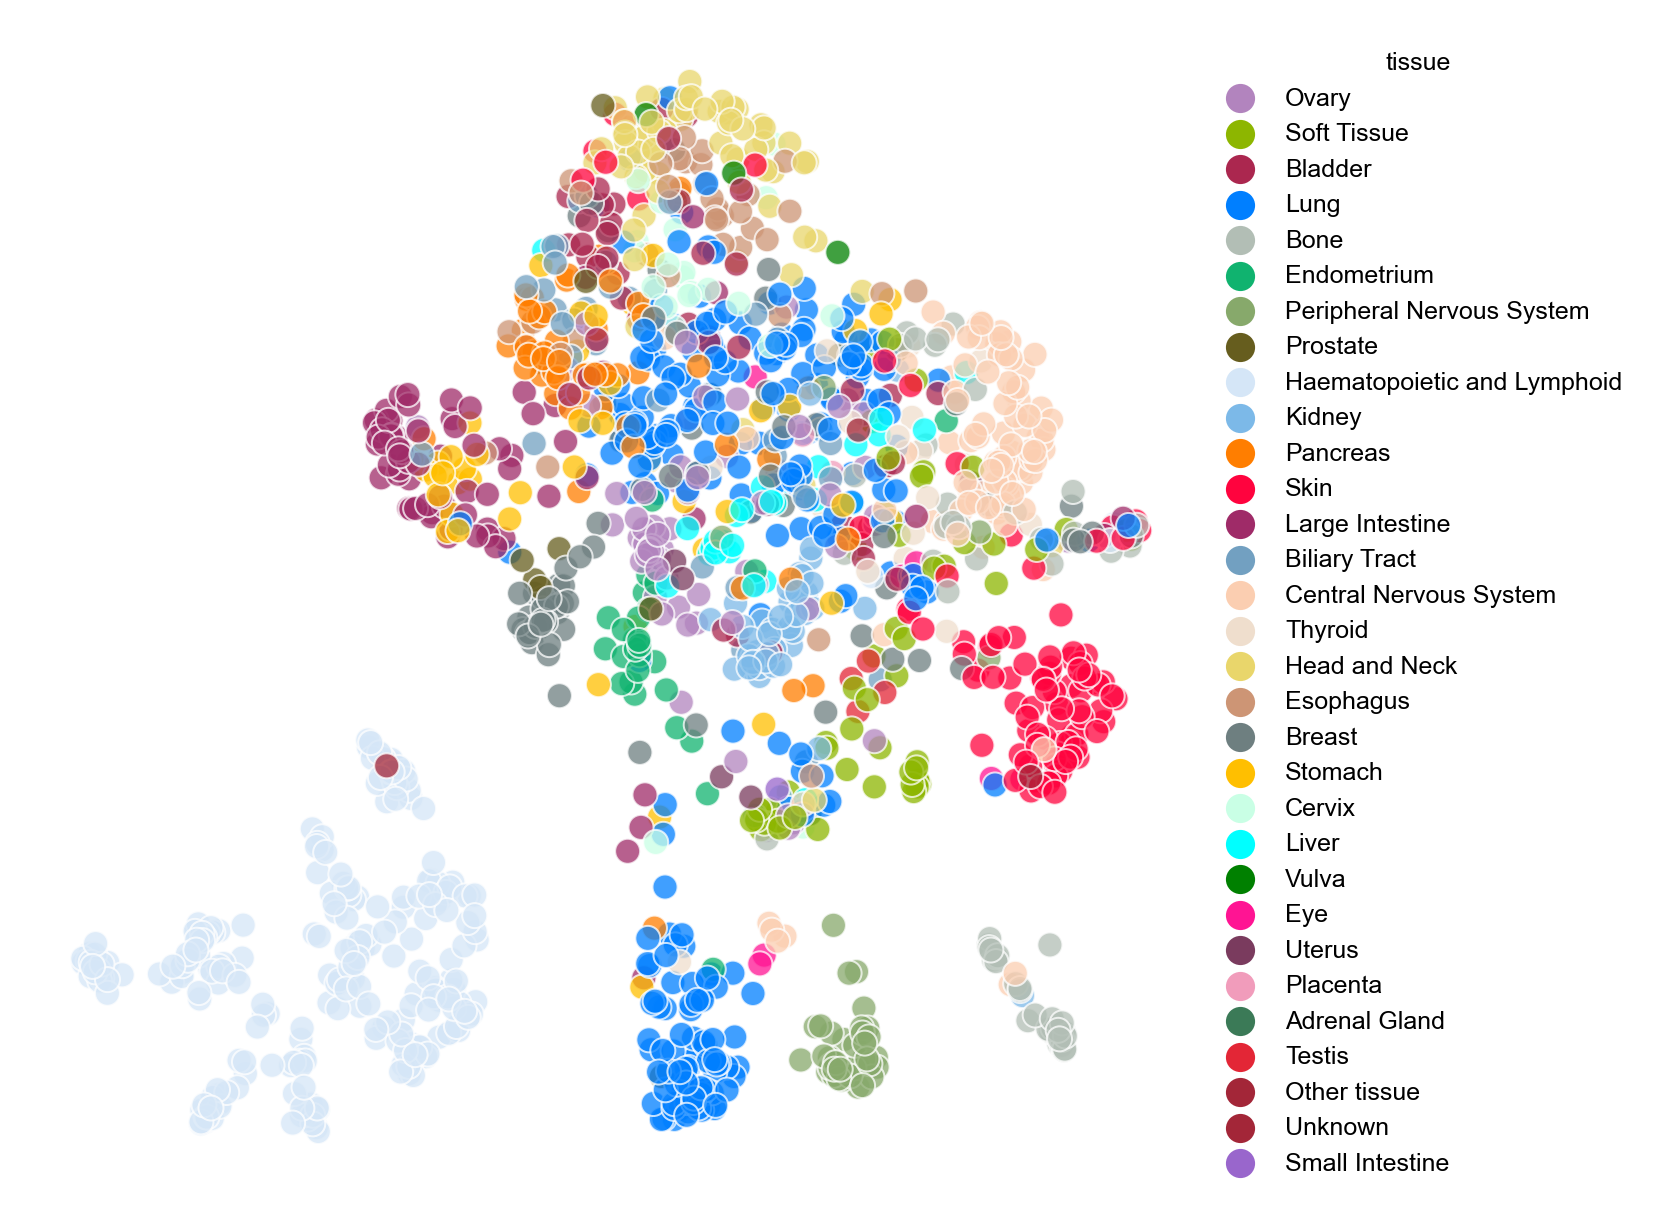 tissue
Ovary
Soft Tissue
Bladder
Lung
Bone
Endometrium
Peripheral Nervous System
Prostate
Haematopoietic and Lymphoid
Kidney
Pancreas
Skin
Large Intestine
Biliary Tract
Central Nervous System
Thyroid
Head and Neck
Esophagus
Breast
Stomach
Cervix
Liver
Vulva
Eye
Uterus
Placenta
Adrenal Gland
Testis
Other tissue
Unknown
Small Intestine